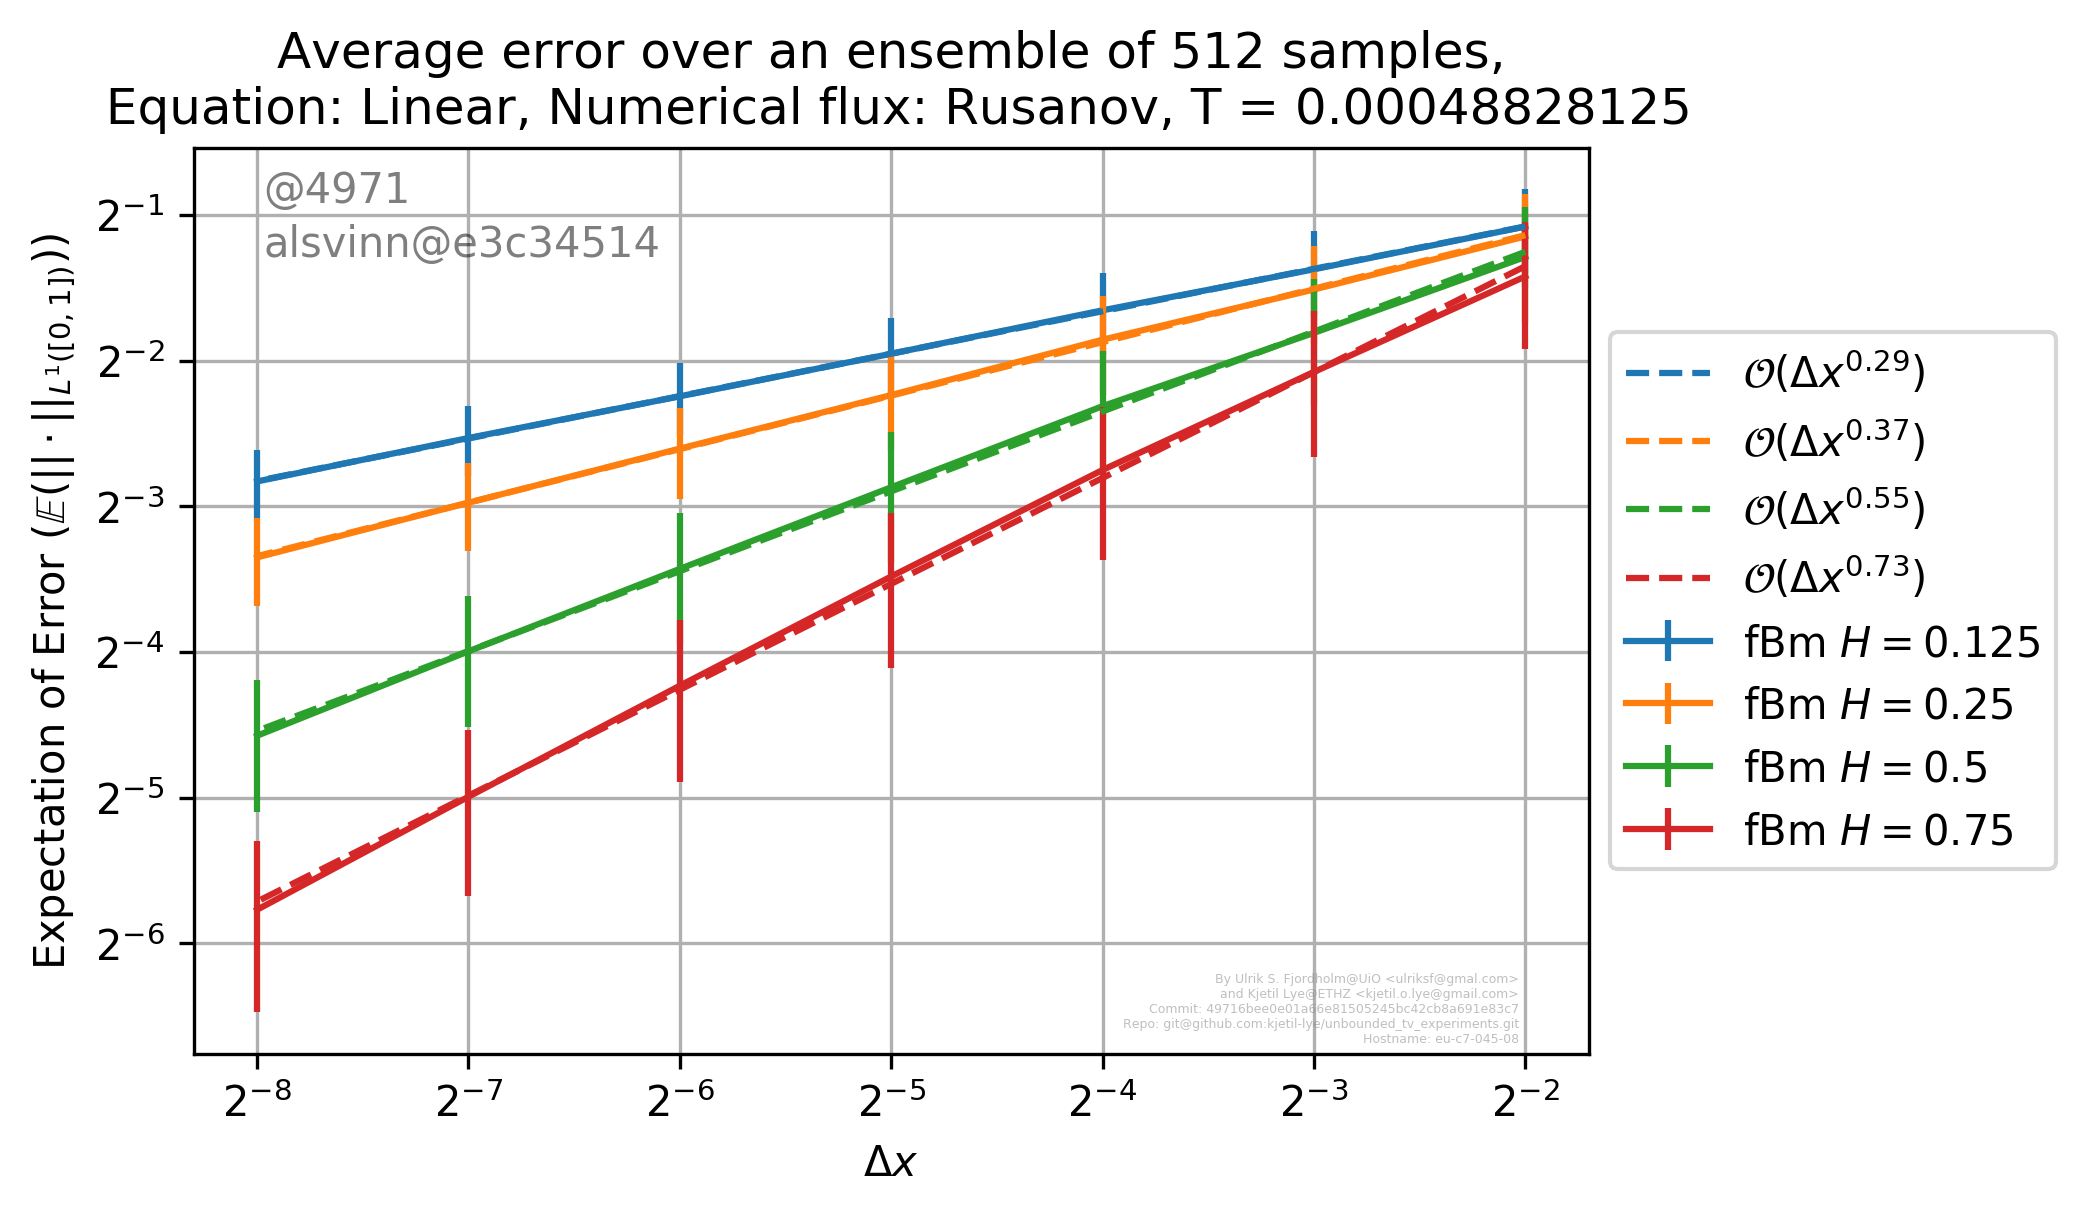 Average error over an ensemble of 512 samples,
Equation: Linear, Numerical flux: Rusanov, T = 0.00048828125
@4971
alsvinn@e3c34514
Expectation of Error (𝔼(||·||_{L¹([0,1])}))
2⁻¹
2⁻²
2⁻³
2⁻⁴
2⁻⁵
2⁻⁶
2⁻⁸ 2⁻⁷ 2⁻⁶ 2⁻⁵ 2⁻⁴ 2⁻³ 2⁻²
Δx
𝒪(Δx^{0.29})
𝒪(Δx^{0.37})
𝒪(Δx^{0.55})
𝒪(Δx^{0.73})
fBm H = 0.125
fBm H = 0.25
fBm H = 0.5
fBm H = 0.75
By Ulrik S. Fjordholm@UiO <ulriksf@gmal.com>
and Kjetil Lye@ETHZ <kjetil.o.lye@gmail.com>
Commit: 49716bee0e01a66e81505245bc42cb8a691e83c7
Repo: git@github.com:kjetil-lye/unbounded_tv_experiments.git
Hostname: eu-c7-045-08